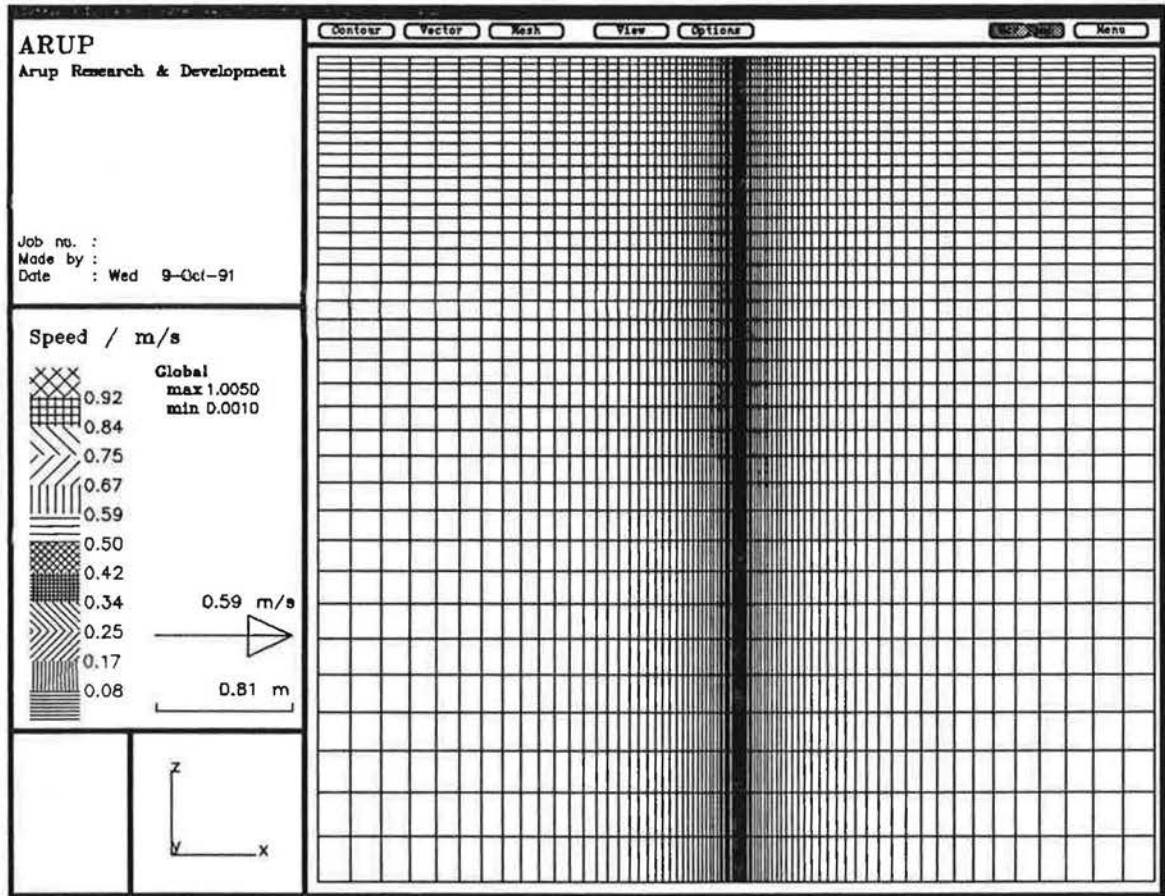 Contour Vector Mesh View Options Menu
ARUP
Arup Research & Development
Job no. :
Made by :
Date : Wed 9-Oct-91
Speed / m/s
Global
max 1.0050
min 0.0010
0.92
0.84
0.75
0.67
0.59
0.50
0.42
0.34
0.25
0.17
0.08
0.59 m/s
0.81 m
Z
Y
X